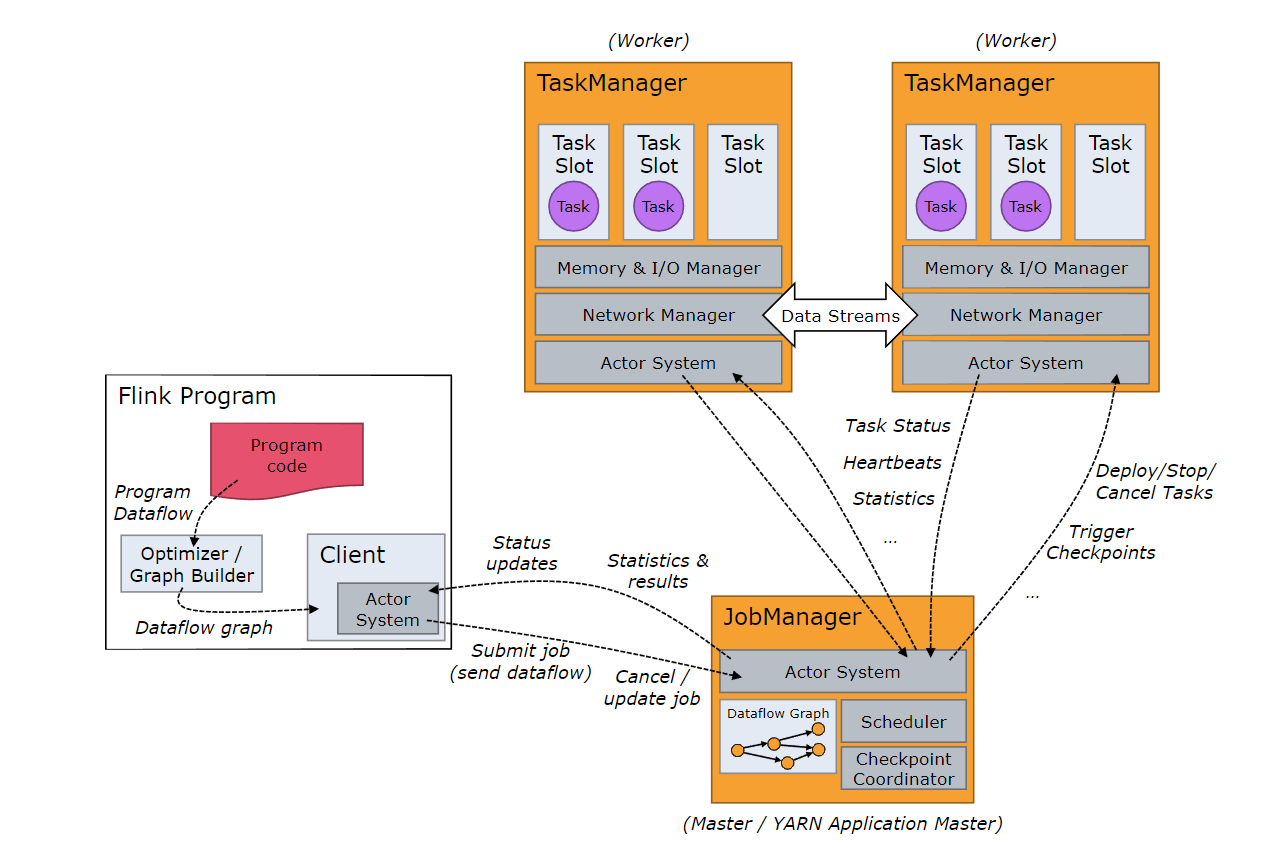 (Worker)
(Worker)
TaskManager
TaskManager
Task
Slot
Task
Task
Slot
Task
Task
Slot
Task
Slot
Task
Task
Slot
Task
Task
Slot
Memory & I/O Manager
Memory & I/O Manager
Network Manager
Data Streams
Network Manager
Actor System
Actor System
Flink Program
Program
code
Program
Dataflow
Optimizer /
Graph Builder
Dataflow graph
Client
Actor
System
Status
updates
Statistics &
results
Submit job
(send dataflow)
Cancel /
update job
Task Status
Heartbeats
Statistics
...
Deploy/Stop/
Cancel Tasks
Trigger
Checkpoints
...
JobManager
Actor System
Dataflow Graph
Scheduler
Checkpoint
Coordinator
(Master / YARN Application Master)